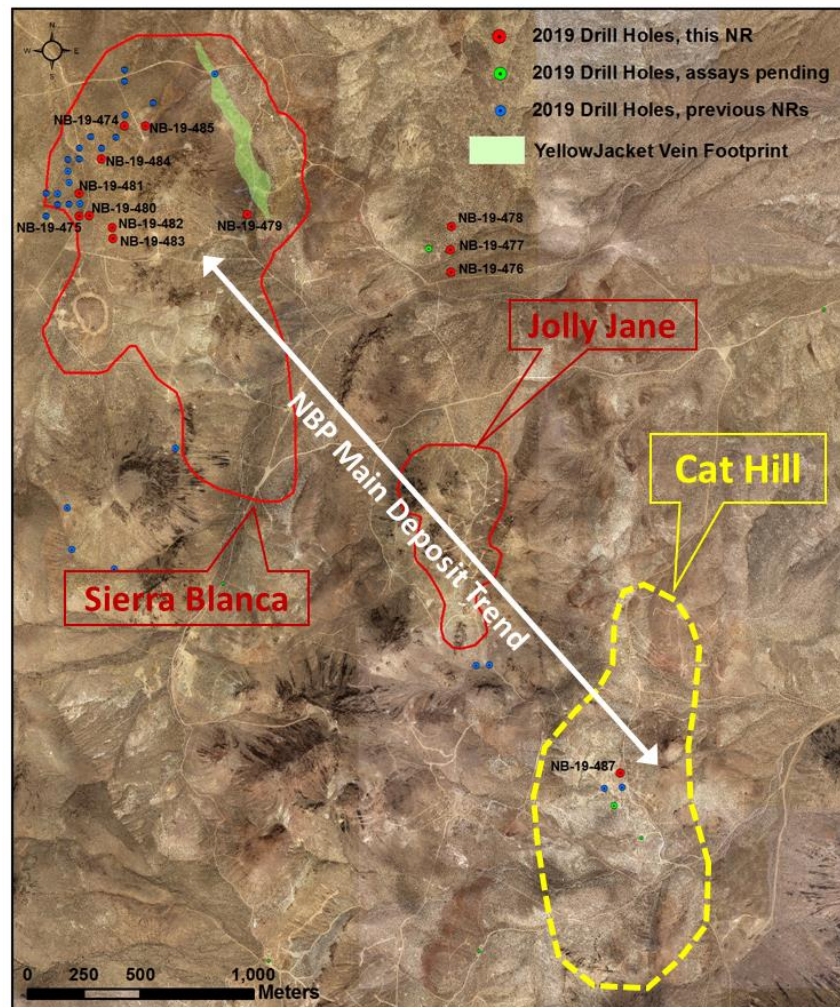 N
W E
S
2019 Drill Holes, this NR
2019 Drill Holes, assays pending
2019 Drill Holes, previous NRs
YellowJacket Vein Footprint
NB-19-474
NB-19-485
NB-19-484
NB-19-481
NB-19-480
NB-19-475
NB-19-482
NB-19-483
NB-19-479
NB-19-478
NB-19-477
NB-19-476
Jolly Jane
NBP Main Deposit Trend
Cat Hill
Sierra Blanca
NB-19-487
0 250 500 1,000
Meters